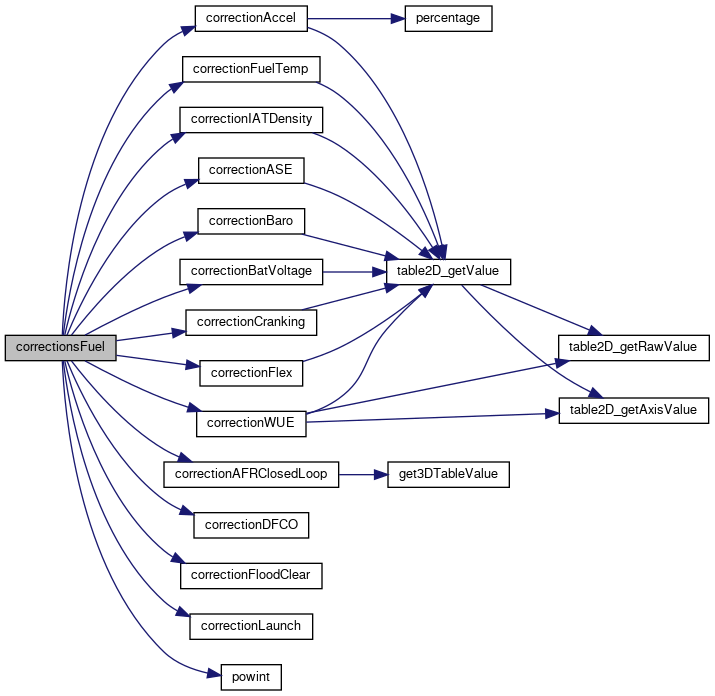 correctionAccel
percentage
correctionFuelTemp
correctionIATDensity
correctionASE
correctionBaro
correctionBatVoltage
table2D_getValue
correctionCranking
correctionsFuel
table2D_getRawValue
correctionFlex
correctionWUE
table2D_getAxisValue
correctionAFRClosedLoop
get3DTableValue
correctionDFCO
correctionFloodClear
correctionLaunch
powint